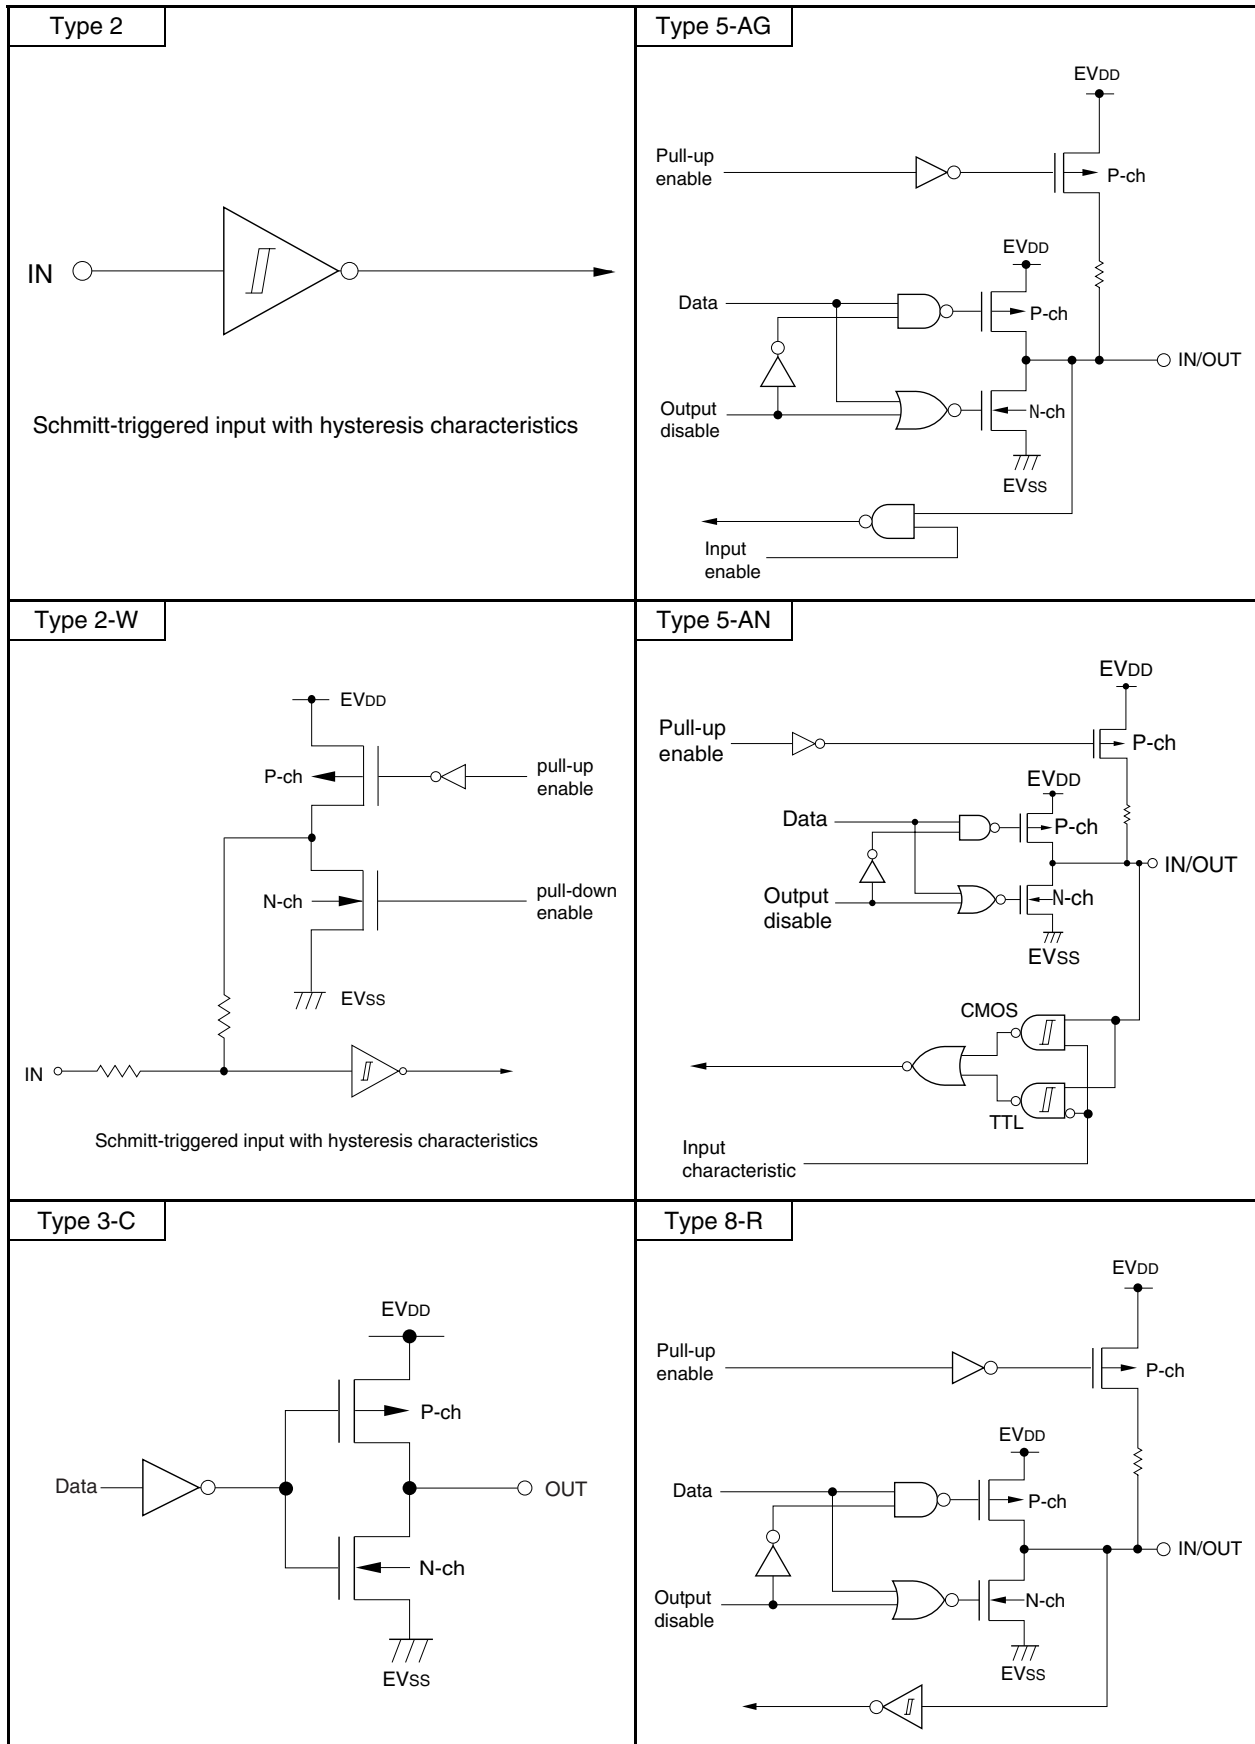 Type 2
IN
Schmitt-triggered input with hysteresis characteristics
Type 5-AG
EVDD
Pull-up
enable
P-ch
EVDD
Data
P-ch
IN/OUT
Output
disable
N-ch
EVSS
Input
enable
Type 2-W
EVDD
P-ch
pull-up
enable
N-ch
pull-down
enable
EVSS
IN
Schmitt-triggered input with hysteresis characteristics
Type 5-AN
EVDD
Pull-up
enable
P-ch
EVDD
Data
P-ch
IN/OUT
Output
disable
N-ch
EVSS
CMOS
TTL
Input
characteristic
Type 3-C
EVDD
P-ch
Data
OUT
N-ch
EVSS
Type 8-R
EVDD
Pull-up
enable
P-ch
EVDD
Data
P-ch
IN/OUT
Output
disable
N-ch
EVSS